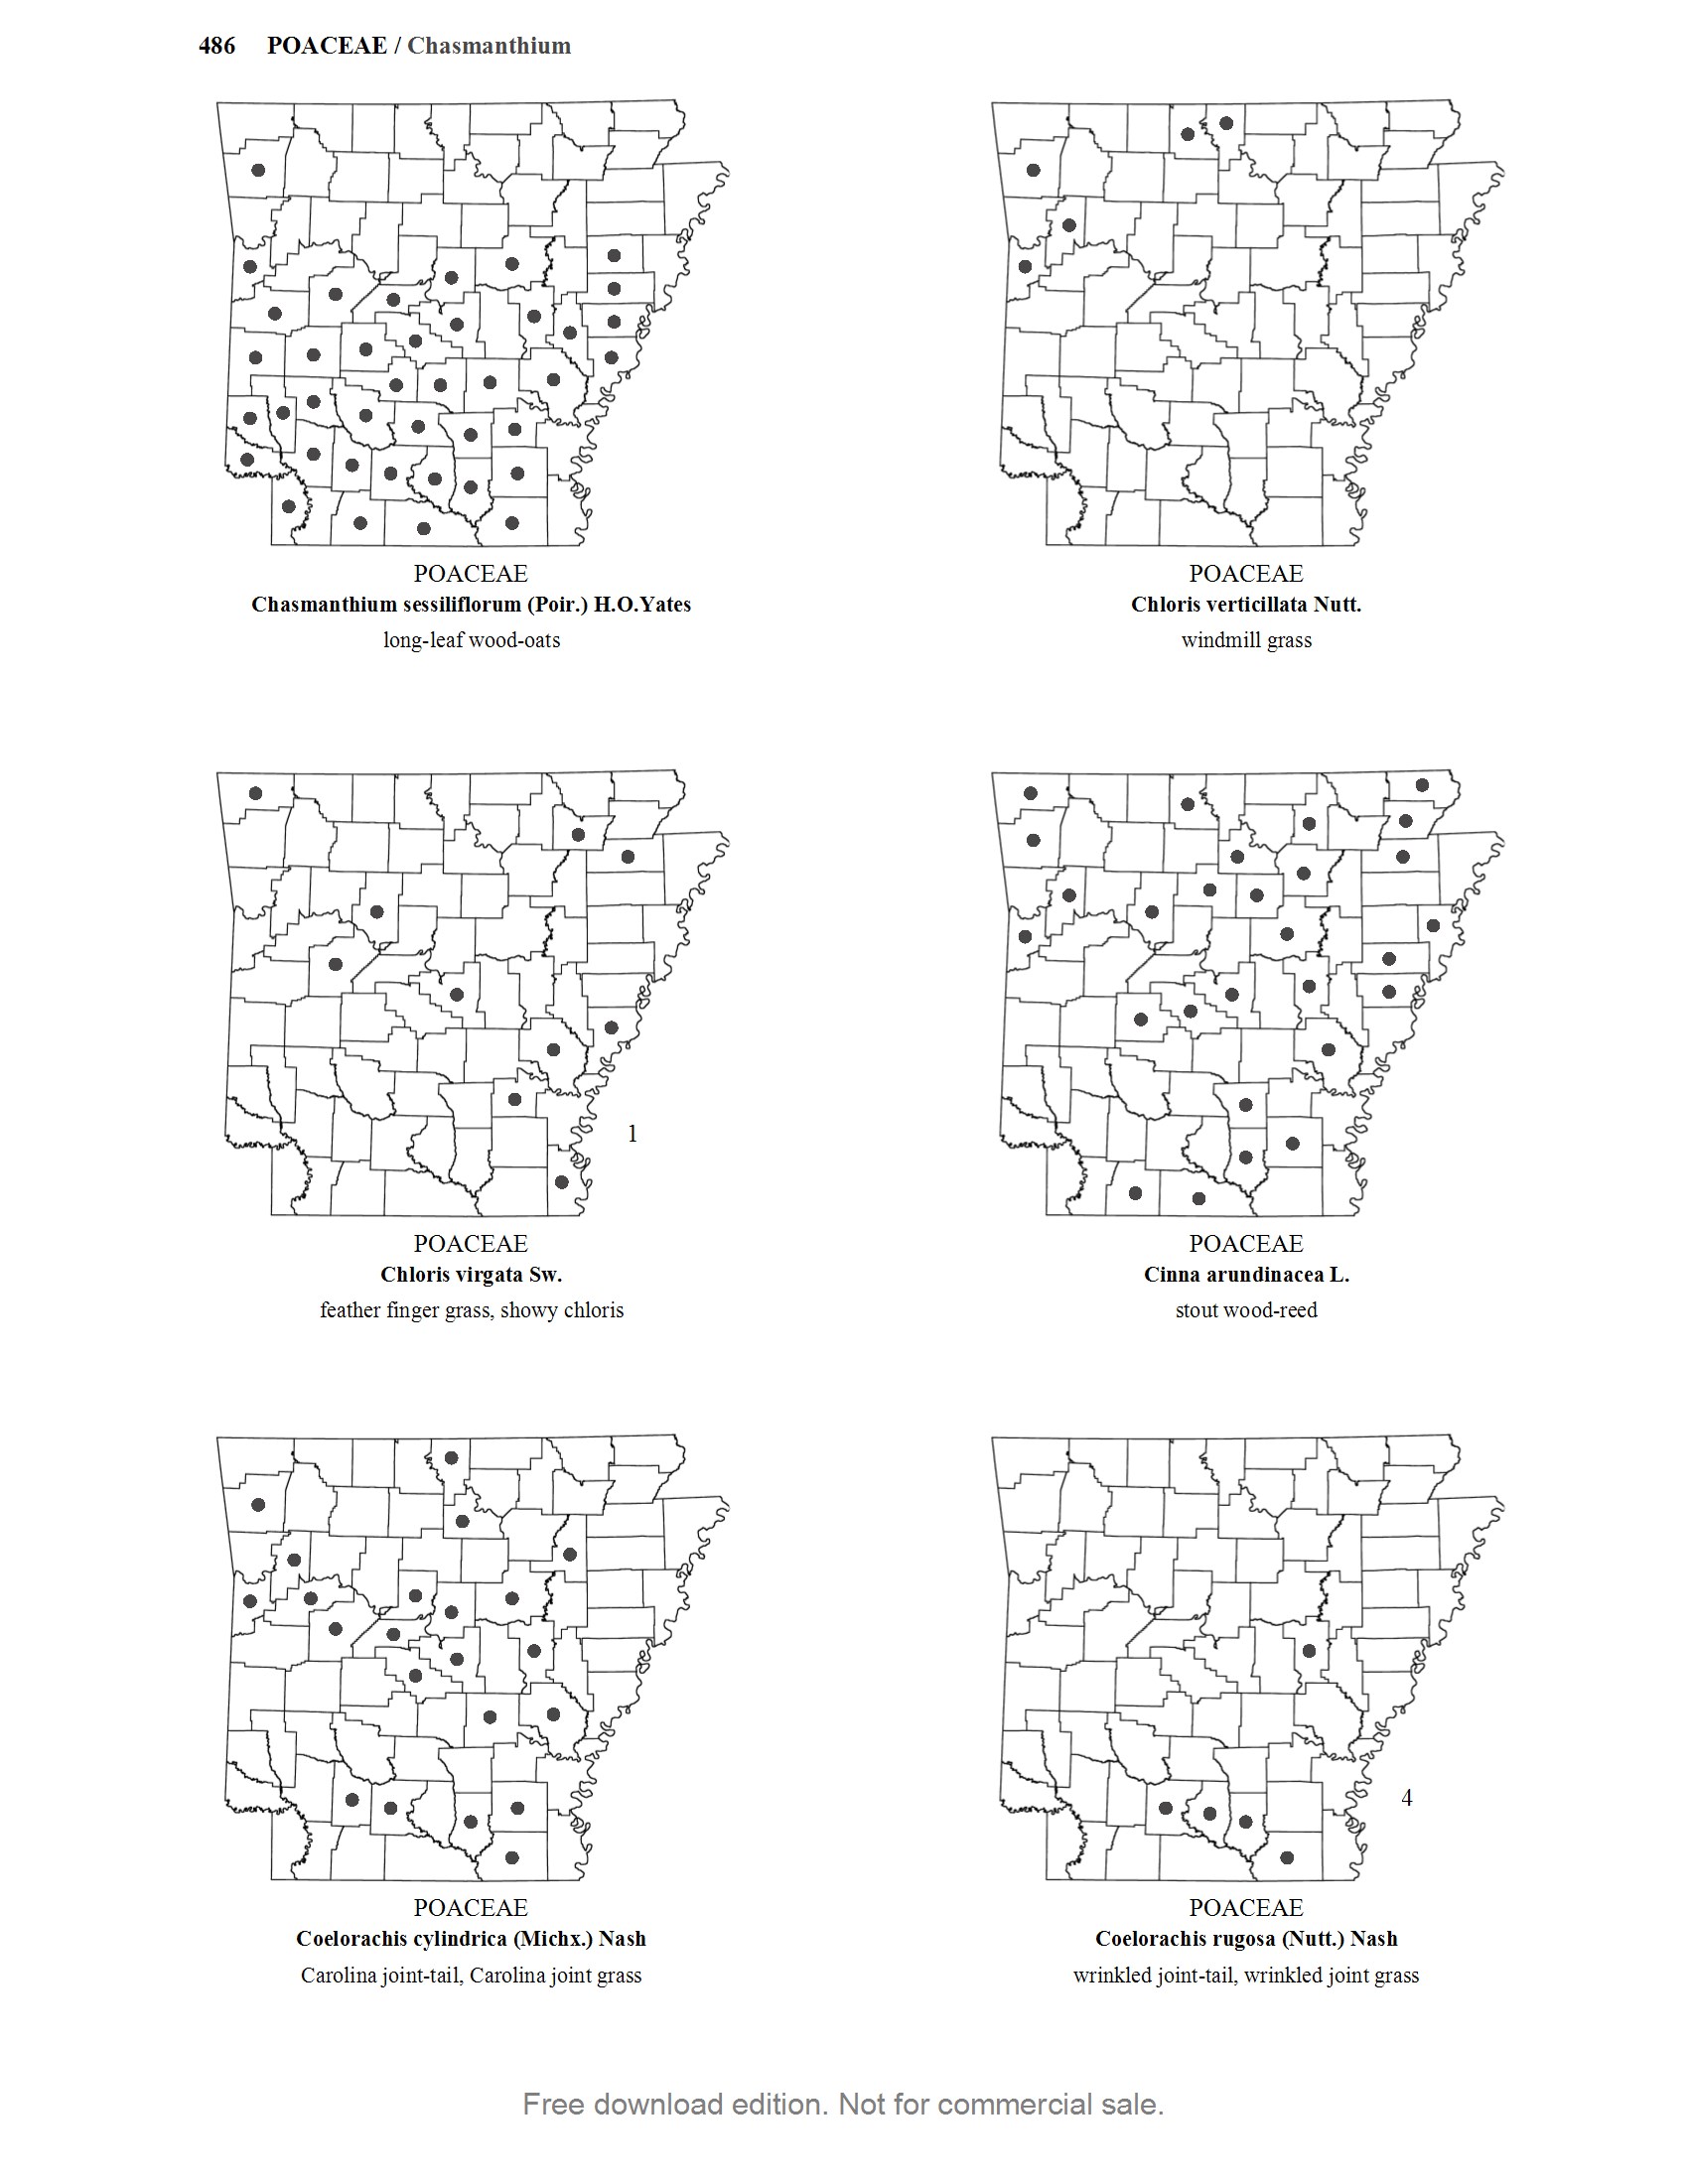 486 POACEAE / Chasmanthium
POACEAE
Chasmanthium sessiliflorum (Poir.) H.O.Yates
long-leaf wood-oats
POACEAE
Chloris verticillata Nutt.
windmill grass
1
POACEAE
Chloris virgata Sw.
feather finger grass, showy chloris
POACEAE
Cinna arundinacea L.
stout wood-reed
POACEAE
Coelorachis cylindrica (Michx.) Nash
Carolina joint-tail, Carolina joint grass
4
POACEAE
Coelorachis rugosa (Nutt.) Nash
wrinkled joint-tail, wrinkled joint grass
Free download edition. Not for commercial sale.